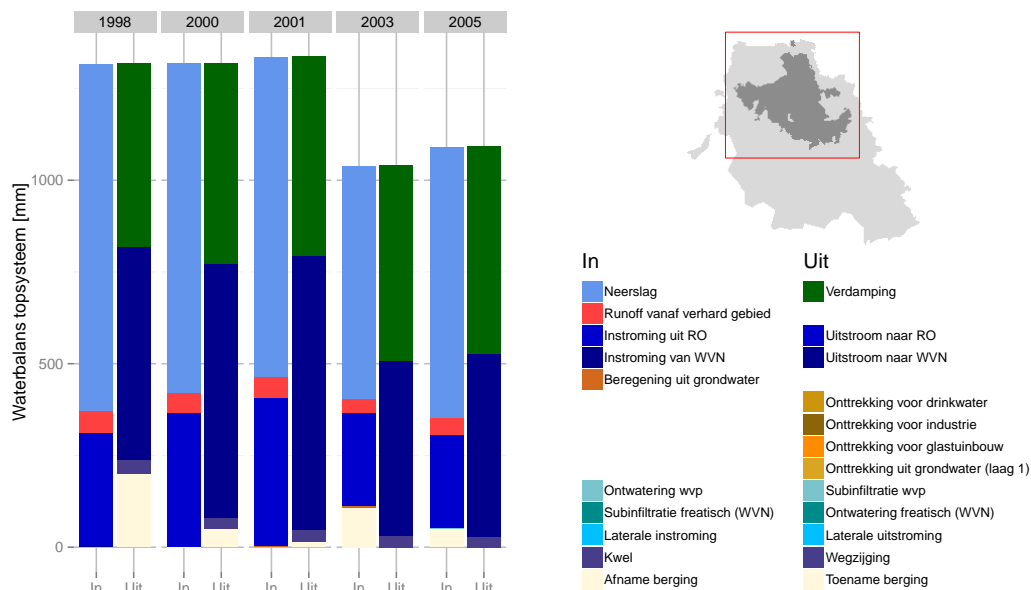 1998 2000 2001 2003 2005
Waterbalans topsysteem [mm]
1000
500
0
In Uit In Uit In Uit In Uit In Uit
In
Neerslag
Runoff vanaf verhard gebied
Instroming uit RO
Instroming van WVN
Beregening uit grondwater
Ontwatering wvp
Subinfiltratie freatisch (WVN)
Laterale instroming
Kwel
Afname berging
Uit
Verdamping
Uitstroom naar RO
Uitstroom naar WVN
Onttrekking voor drinkwater
Onttrekking voor industrie
Onttrekking voor glastuinbouw
Onttrekking uit grondwater (laag 1)
Subinfiltratie wvp
Ontwatering freatisch (WVN)
Laterale uitstroming
Wegzijging
Toename berging